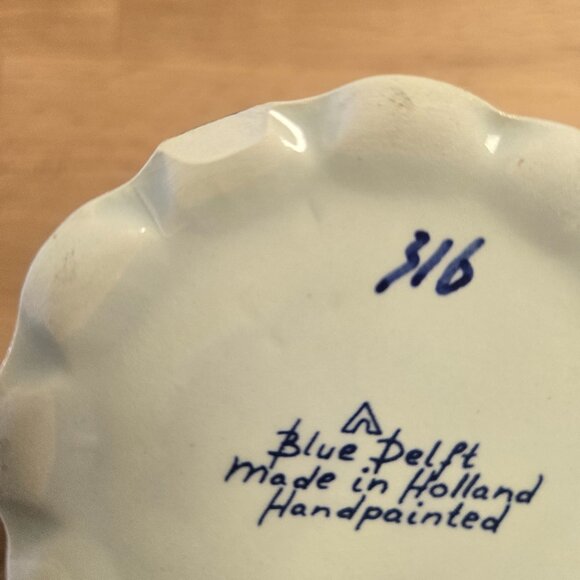 316
Blue Delft
Made in Holland
Handpainted